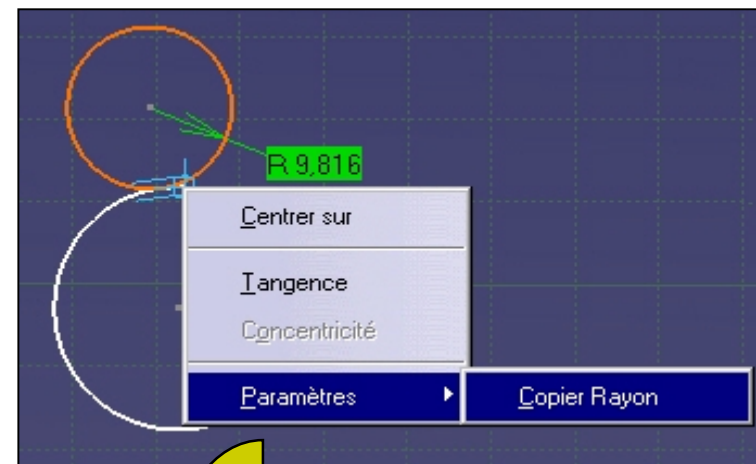 R 9,816
Centrer sur
Tangence
Concentricité
Paramètres
Copier Rayon